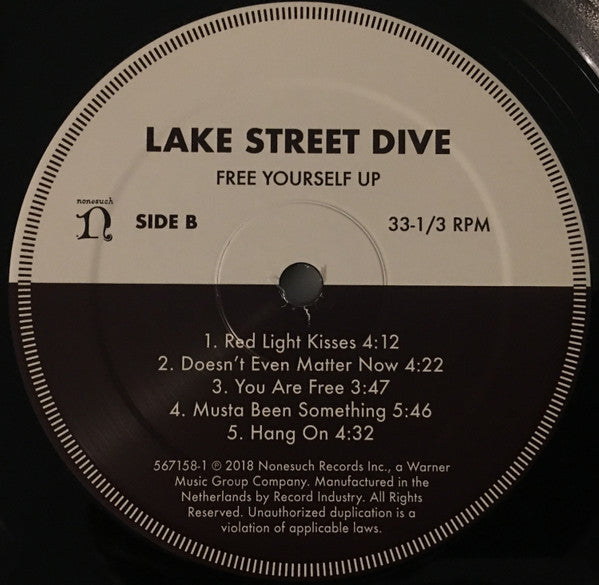 LAKE STREET DIVE
FREE YOURSELF UP
nonesuch
n SIDE B 33-1/3 RPM
1. Red Light Kisses 4:12
2. Doesn't Even Matter Now 4:22
3. You Are Free 3:47
4. Musta Been Something 5:46
5. Hang On 4:32
567158-1 ℗ 2018 Nonesuch Records Inc., a Warner
Music Group Company. Manufactured in the
Netherlands by Record Industry. All Rights
Reserved. Unauthorized duplication is a
violation of applicable laws.